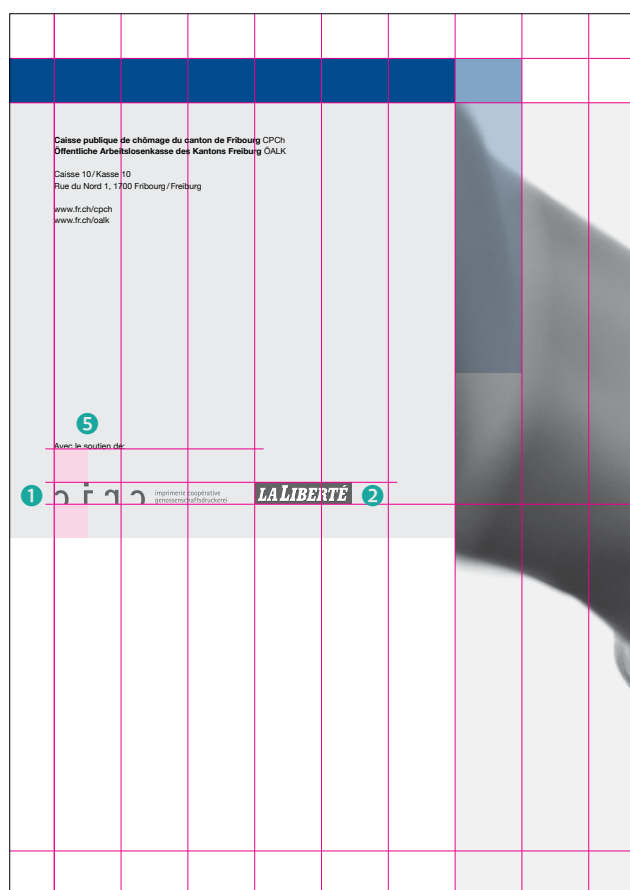 Caisse publique de chômage du canton de Fribourg CPCh
Öffentliche Arbeitslosenkasse des Kantons Freiburg ÖALK
Caisse 10 / Kasse 10
Rue du Nord 1, 1700 Fribourg / Freiburg
www.fr.ch/cpch
www.fr.ch/oalk
5
Avec le soutien de:
1
imprimerie coopérative
genossenschaftsdruckerei
LA LIBERTÉ
2